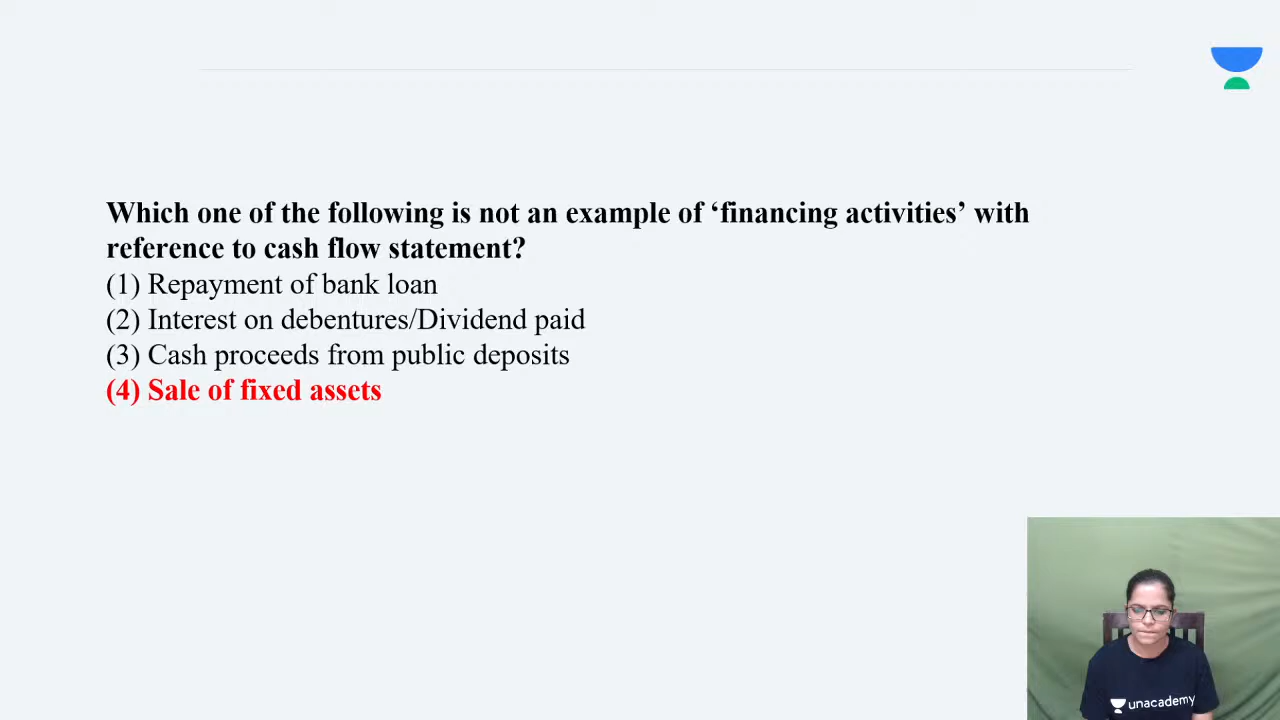 Which one of the following is not an example of ‘financing activities’ with
reference to cash flow statement?
(1) Repayment of bank loan
(2) Interest on debentures/Dividend paid
(3) Cash proceeds from public deposits
(4) Sale of fixed assets
unacademy